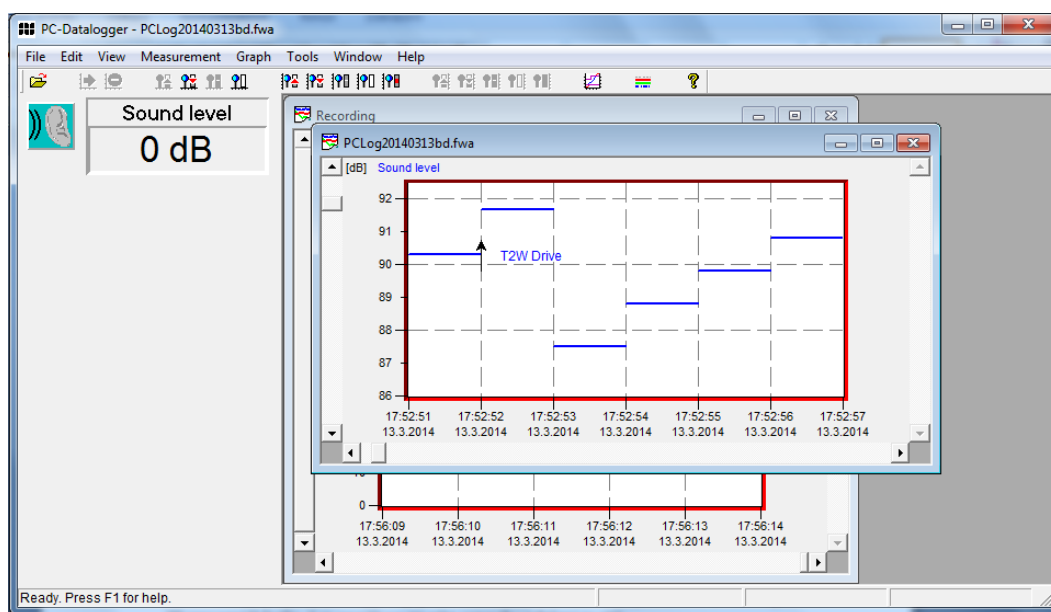 PC-Datalogger - PCLog20140313bd.fwa
File Edit View Measurement Graph Tools Window Help
Sound level
0 dB
Recording
PCLog20140313bd.fwa
[dB] Sound level
92
91
T2W Drive
90
89
88
87
86
17:52:51 17:52:52 17:52:53 17:52:54 17:52:55 17:52:56 17:52:57
13.3.2014 13.3.2014 13.3.2014 13.3.2014 13.3.2014 13.3.2014 13.3.2014
0
17:56:09 17:56:10 17:56:11 17:56:12 17:56:13 17:56:14
13.3.2014 13.3.2014 13.3.2014 13.3.2014 13.3.2014 13.3.2014
Ready. Press F1 for help.